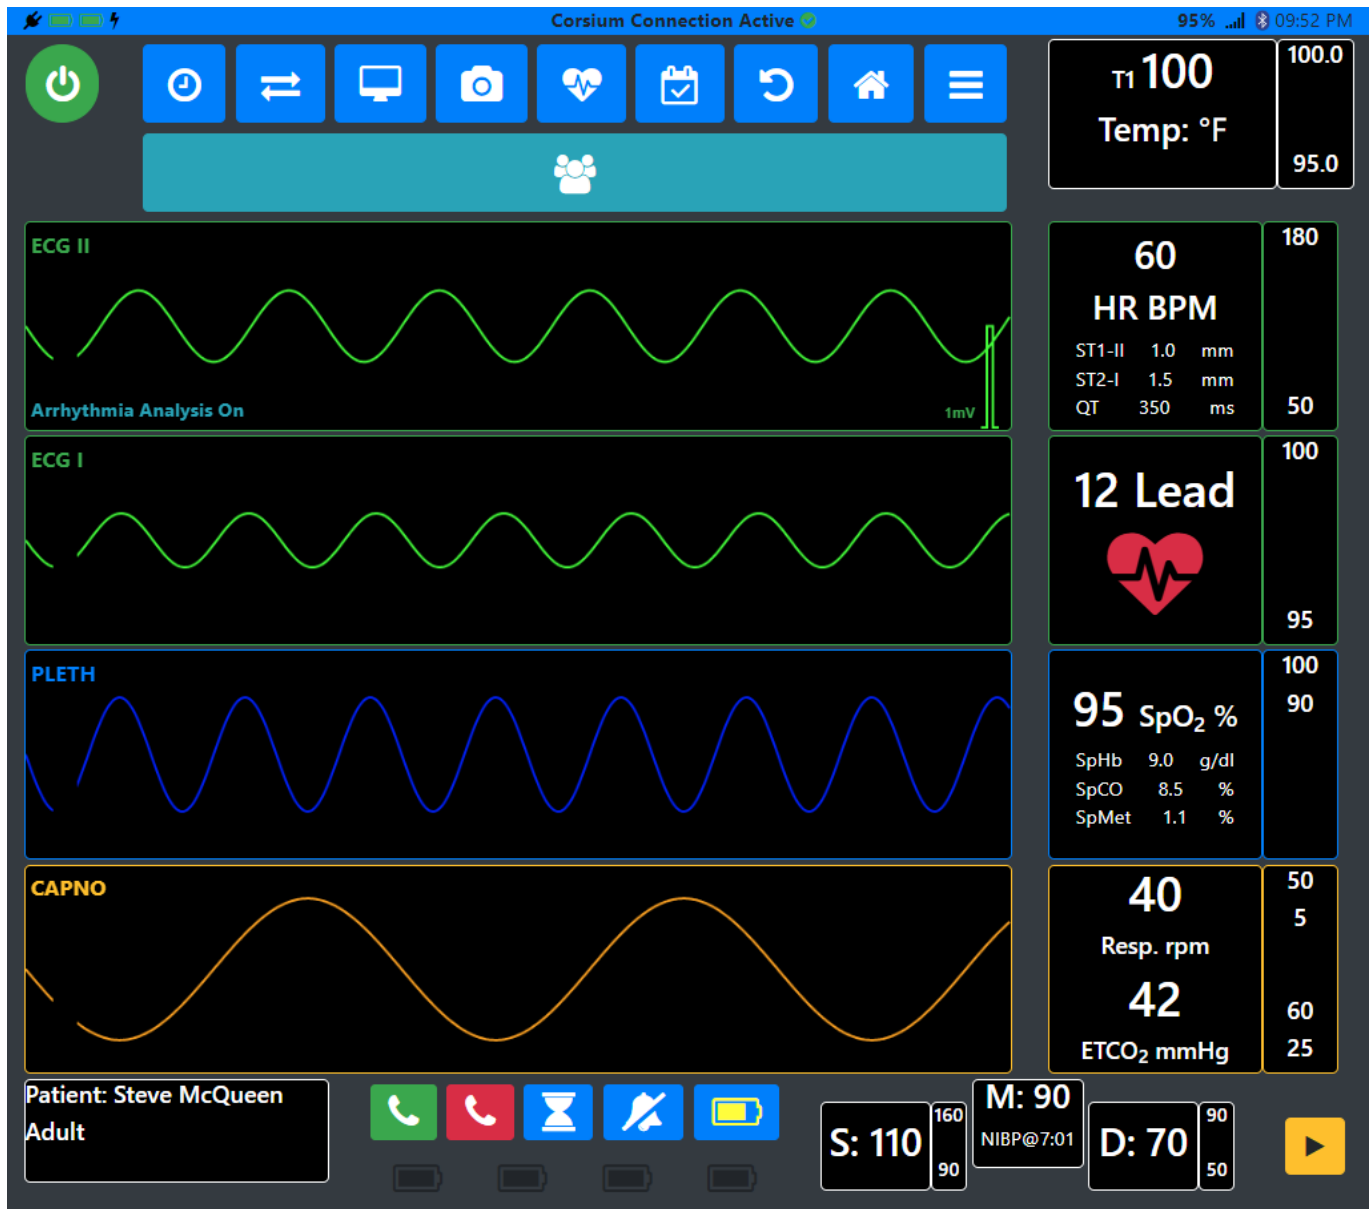 Corsium Connection Active
95%
09:52 PM
T1 100
Temp: °F
100.0
95.0
ECG II
Arrhythmia Analysis On
1mV
60
HR BPM
ST1-II 1.0 mm
ST2-I 1.5 mm
QT 350 ms
180
50
ECG I
12 Lead
100
95
PLETH
95 SpO₂ %
SpHb 9.0 g/dl
SpCO 8.5 %
SpMet 1.1 %
100
90
CAPNO
40
Resp. rpm
42
ETCO₂ mmHg
50
5
60
25
Patient: Steve McQueen
Adult
S: 110
160
90
M: 90
NIBP@7:01
D: 70
90
50